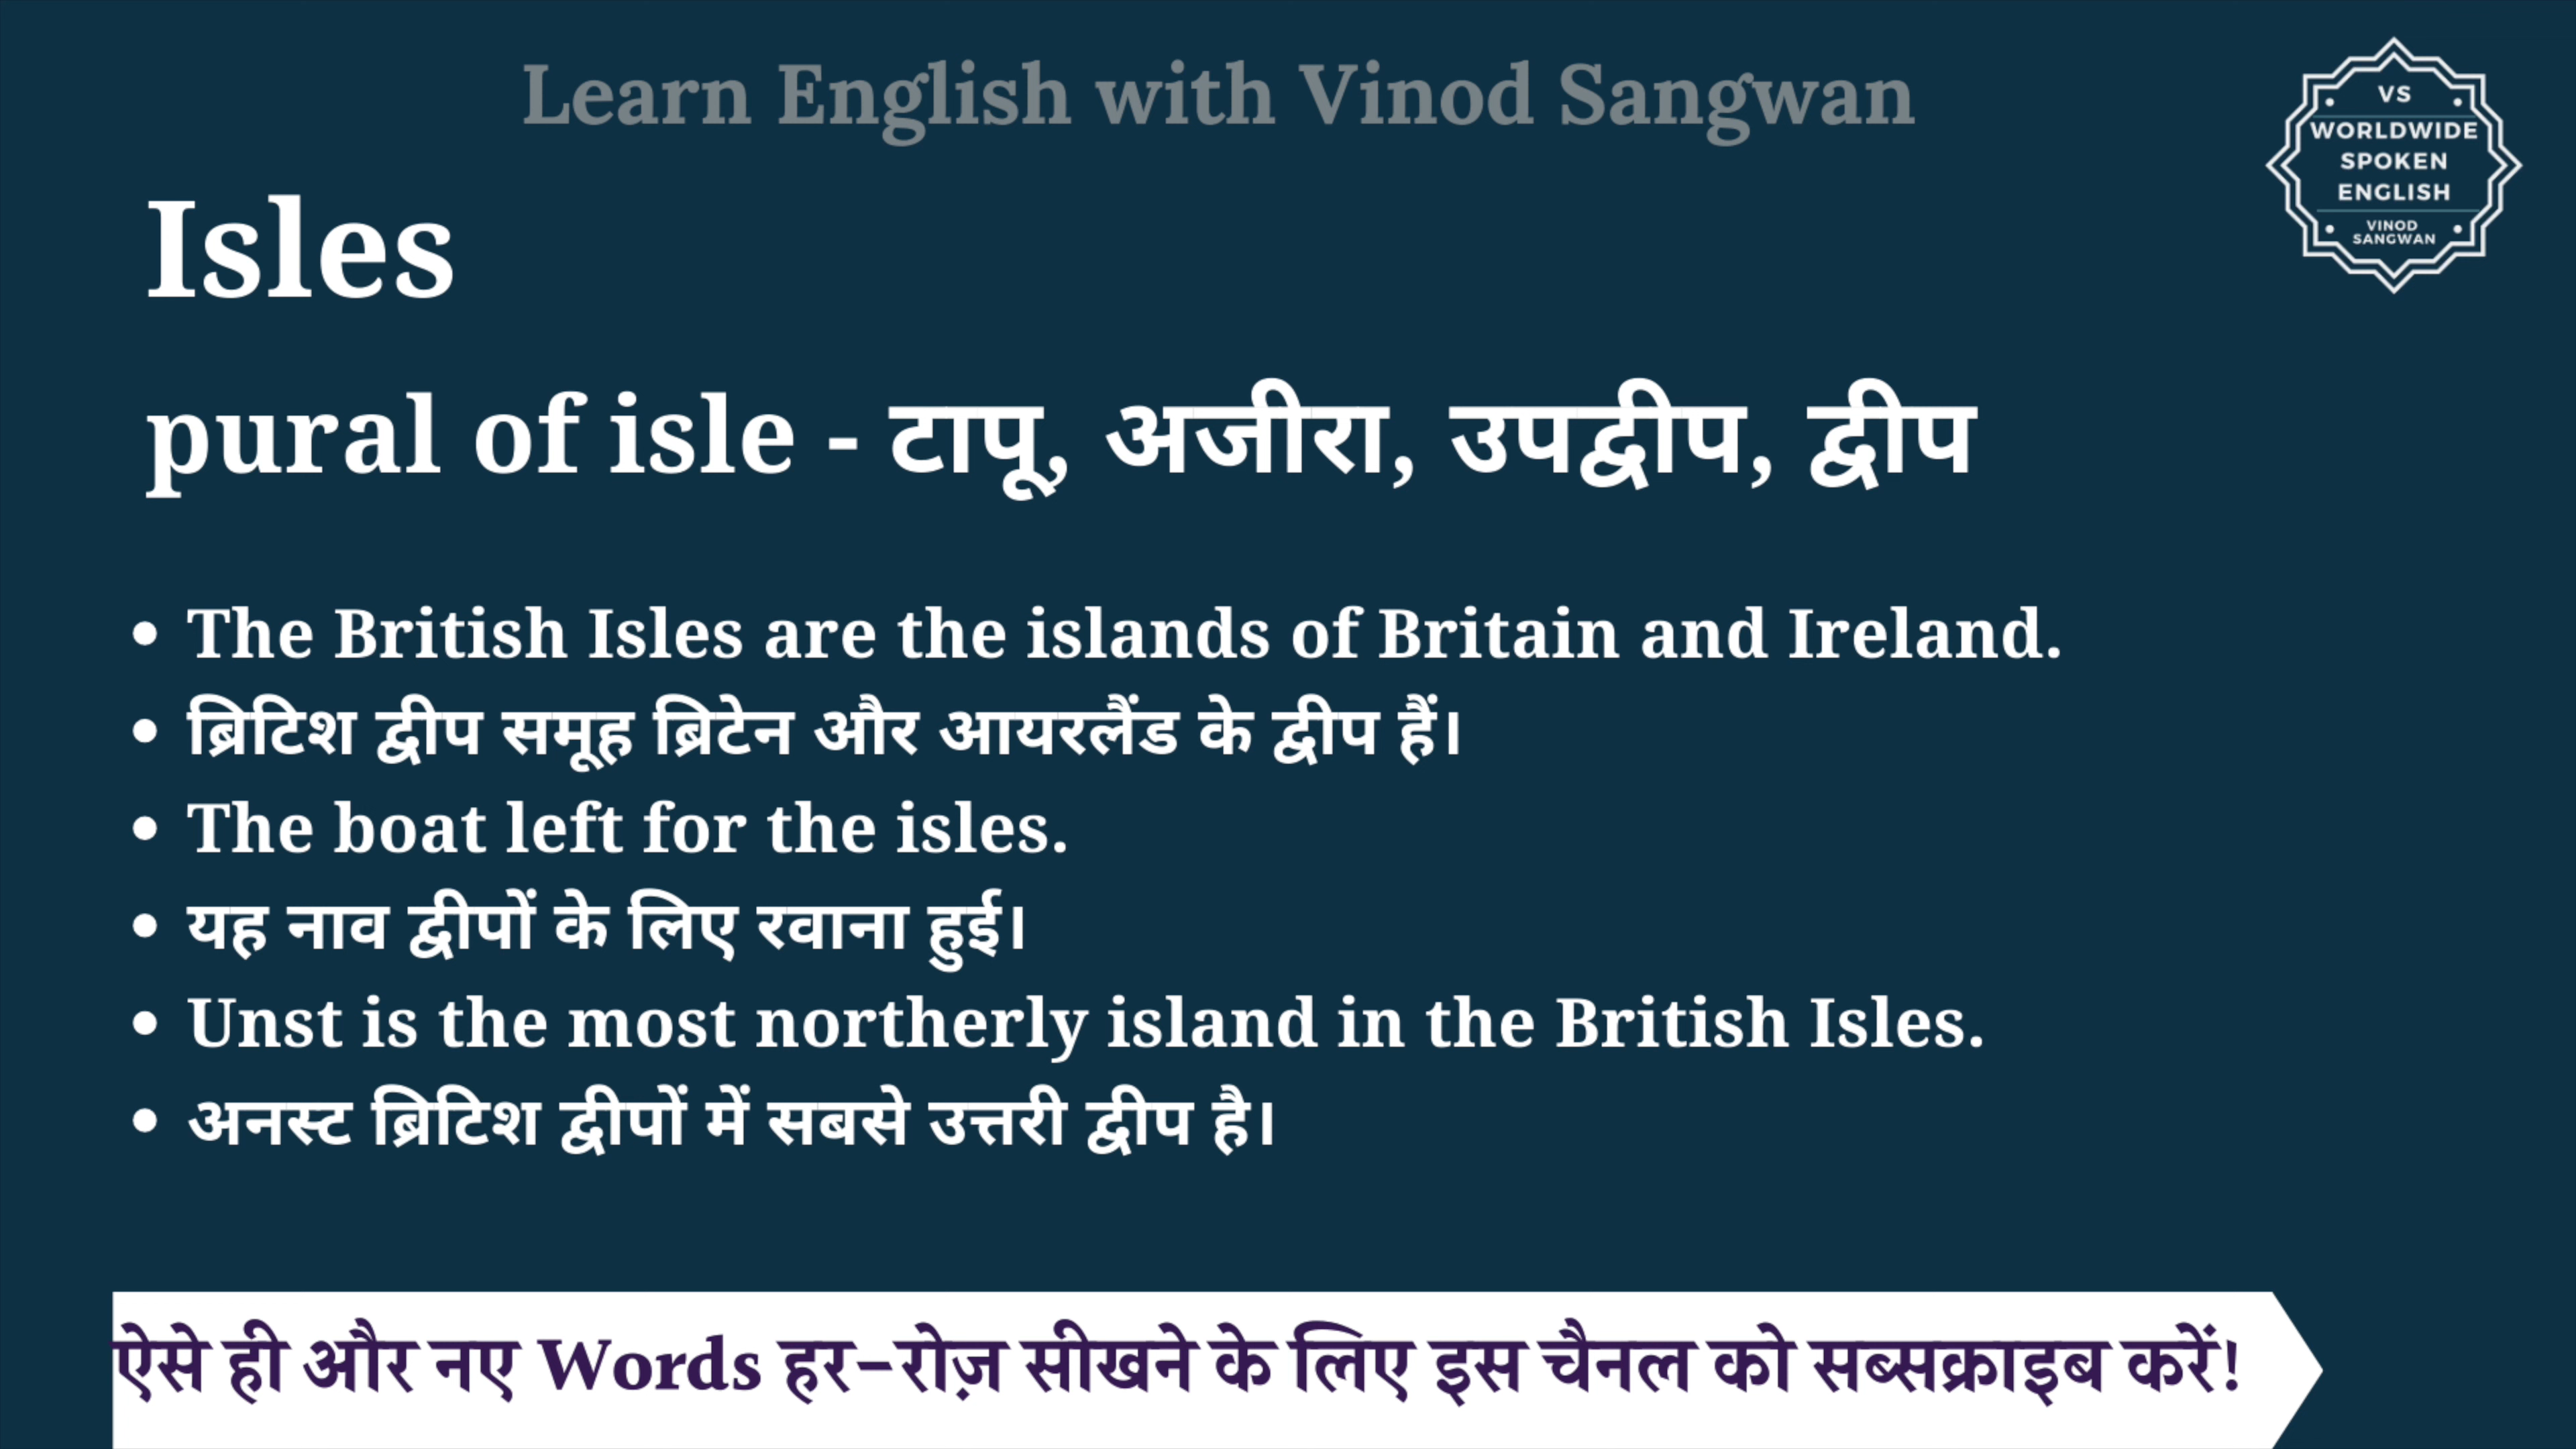 Learn English with Vinod Sangwan
VS
WORLDWIDE
SPOKEN
ENGLISH
VINOD
SANGWAN
Isles
pural of isle - टापू, अजीरा, उपद्वीप, द्वीप
• The British Isles are the islands of Britain and Ireland.
• ब्रिटिश द्वीप समूह ब्रिटेन और आयरलैंड के द्वीप हैं।
• The boat left for the isles.
• यह नाव द्वीपों के लिए रवाना हुई।
• Unst is the most northerly island in the British Isles.
• अनस्ट ब्रिटिश द्वीपों में सबसे उत्तरी द्वीप है।
ऐसे ही और नए Words हर-रोज़ सीखने के लिए इस चैनल को सब्सक्राइब करें!